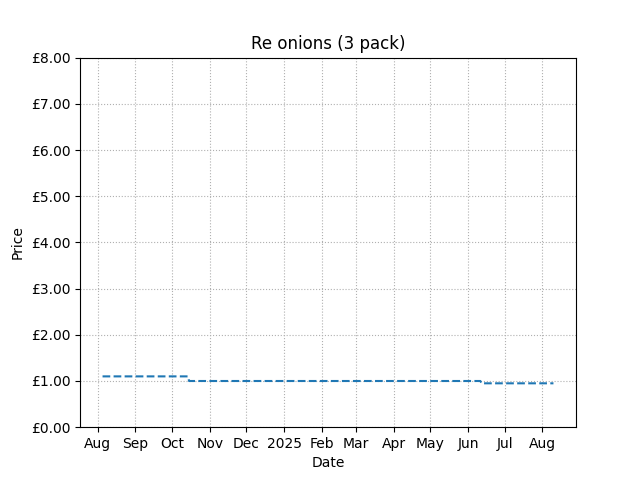 Re onions (3 pack)
£8.00
£7.00
£6.00
£5.00
£4.00
£3.00
£2.00
£1.00
£0.00
Price
Aug Sep Oct Nov Dec 2025 Feb Mar Apr May Jun Jul Aug
Date